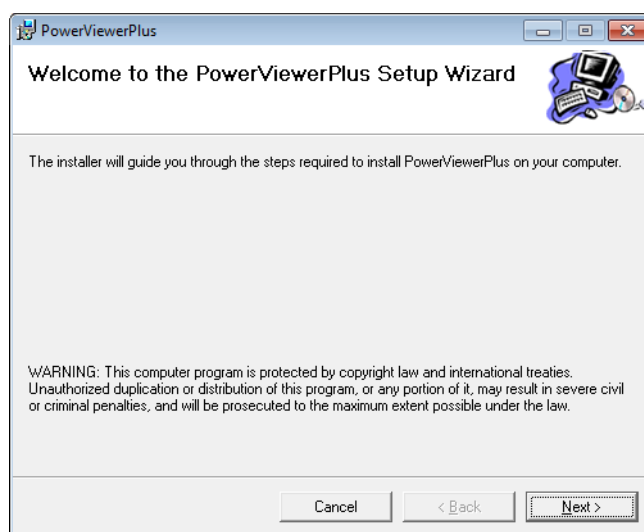 PowerViewerPlus
Welcome to the PowerViewerPlus Setup Wizard
The installer will guide you through the steps required to install PowerViewerPlus on your computer.
WARNING: This computer program is protected by copyright law and international treaties.
Unauthorized duplication or distribution of this program, or any portion of it, may result in severe civil
or criminal penalties, and will be prosecuted to the maximum extent possible under the law.
Cancel
< Back
Next >